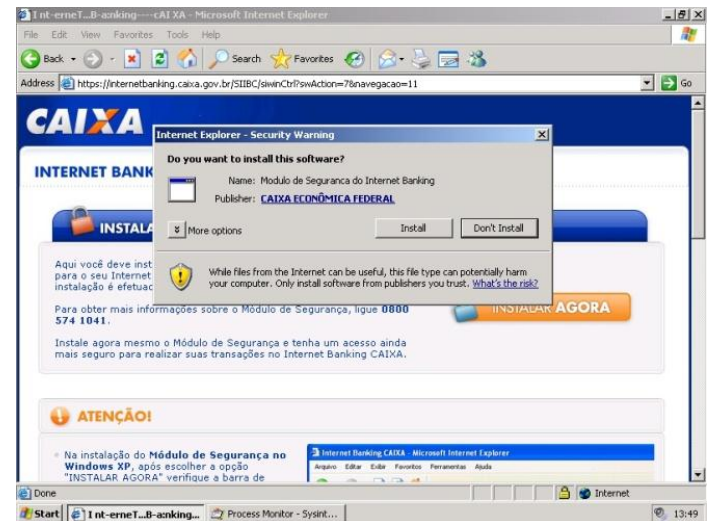 I nt-erneT...B-aɑnking----cAI XA - Microsoft Internet Explorer
File Edit View Favorites Tools Help
Back Search Favorites
Address https://internetbanking.caixa.gov.br/SIIBC/siwinCtrl?swAction=7&navegacao=11 Go
CAIXA
INTERNET BANK
Internet Explorer - Security Warning
Do you want to install this software?
Name: Modulo de Seguranca do Internet Banking
Publisher: CAIXA ECONÔMICA FEDERAL
More options Install Don't Install
While files from the Internet can be useful, this file type can potentially harm
your computer. Only install software from publishers you trust. What's the risk?
INSTALA
Aqui você deve inst
para o seu Internet
instalação é efetuad
Para obter mais informações sobre o Módulo de Segurança, ligue 0800
574 1041.
Instale agora mesmo o Módulo de Segurança e tenha um acesso ainda
mais seguro para realizar suas transações no Internet Banking CAIXA.
INSTALAR AGORA
ATENÇÃO!
Na instalação do Módulo de Segurança no
Windows XP, após escolher a opção
"INSTALAR AGORA" verifique a barra de
Internet Banking CAIXA - Microsoft Internet Explorer
Arquivo Editar Exibir Favoritos Ferramentas Ajuda
Done Internet
Start I nt-erneT...B-aɑnking... Process Monitor - Sysint... 13:49